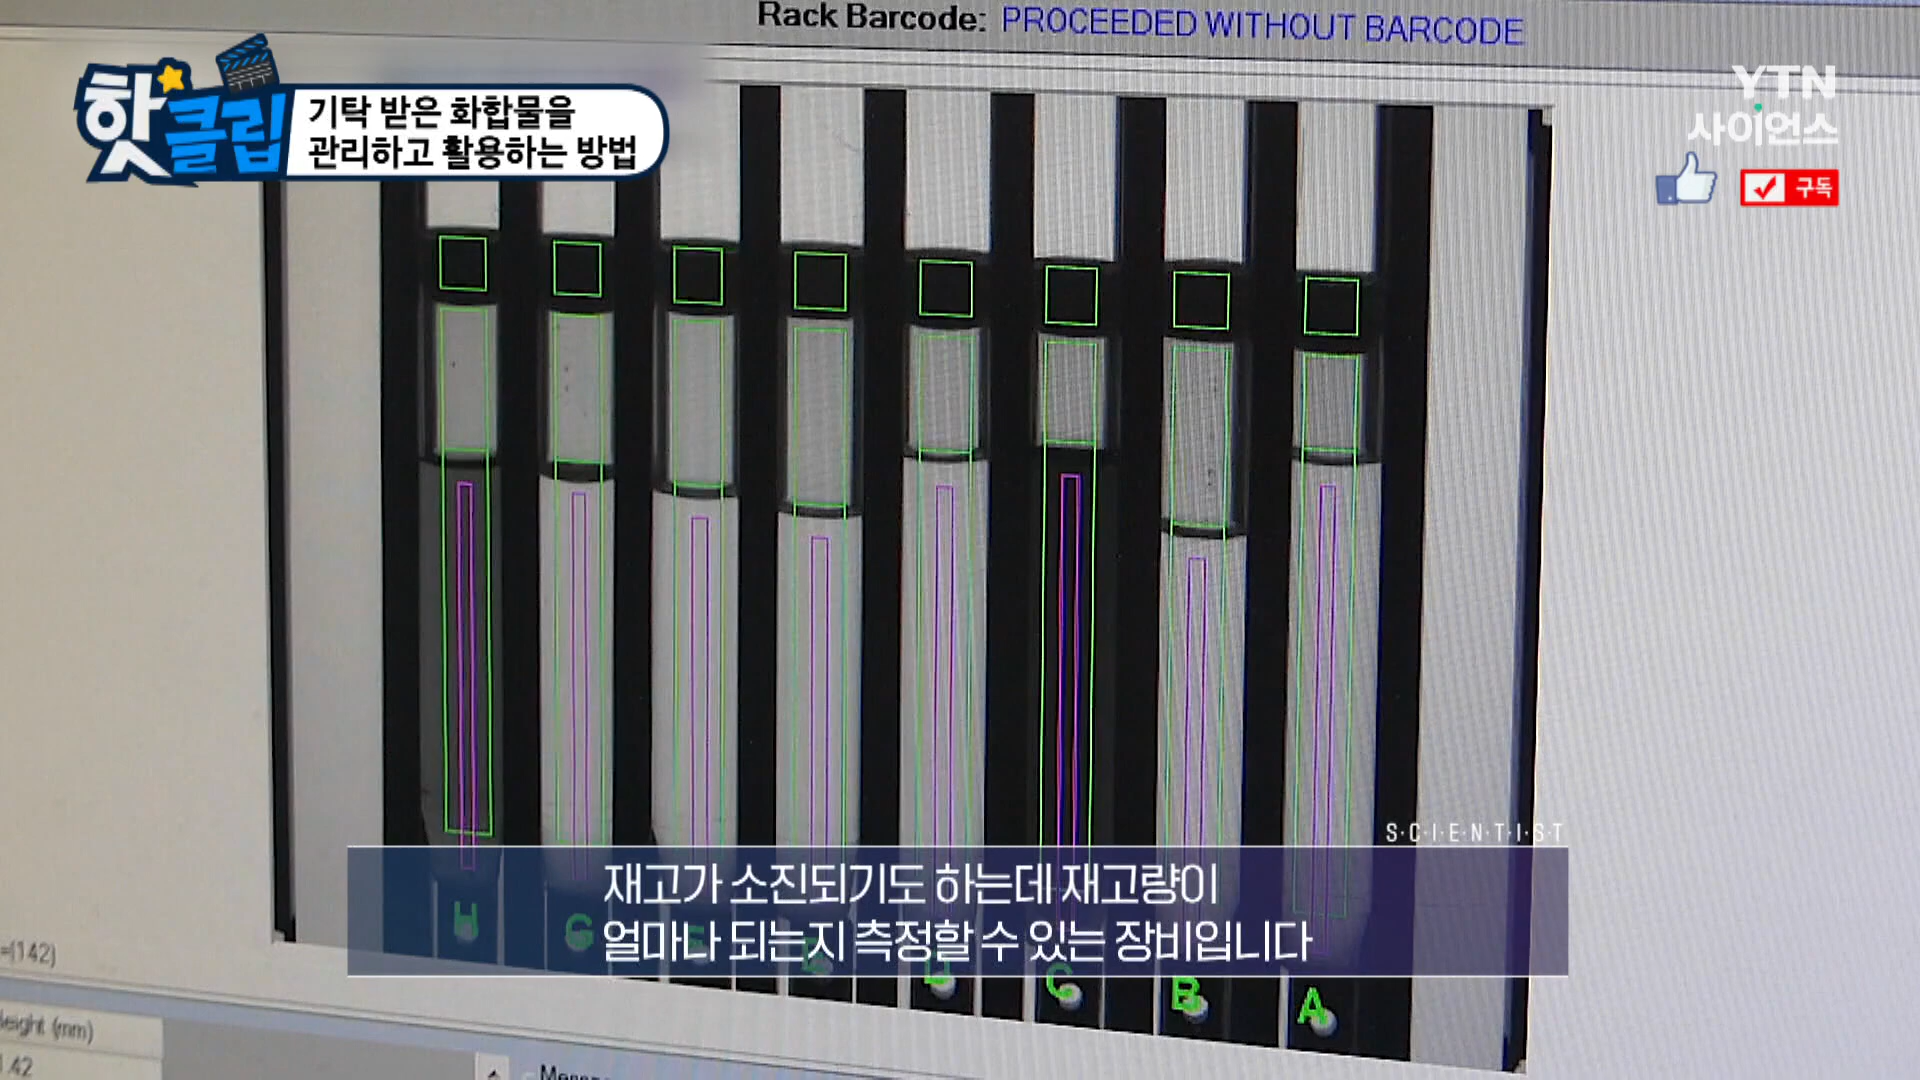 Rack Barcode: PROCEEDED WITHOUT BARCODE
핫클립
기탁 받은 화합물을
관리하고 활용하는 방법
YTN
사이언스
구독
S·C·I·E·N·T·I·S·T
재고가 소진되기도 하는데 재고량이
얼마나 되는지 측정할 수 있는 장비입니다
H G D C B A
=(142)
(mm)